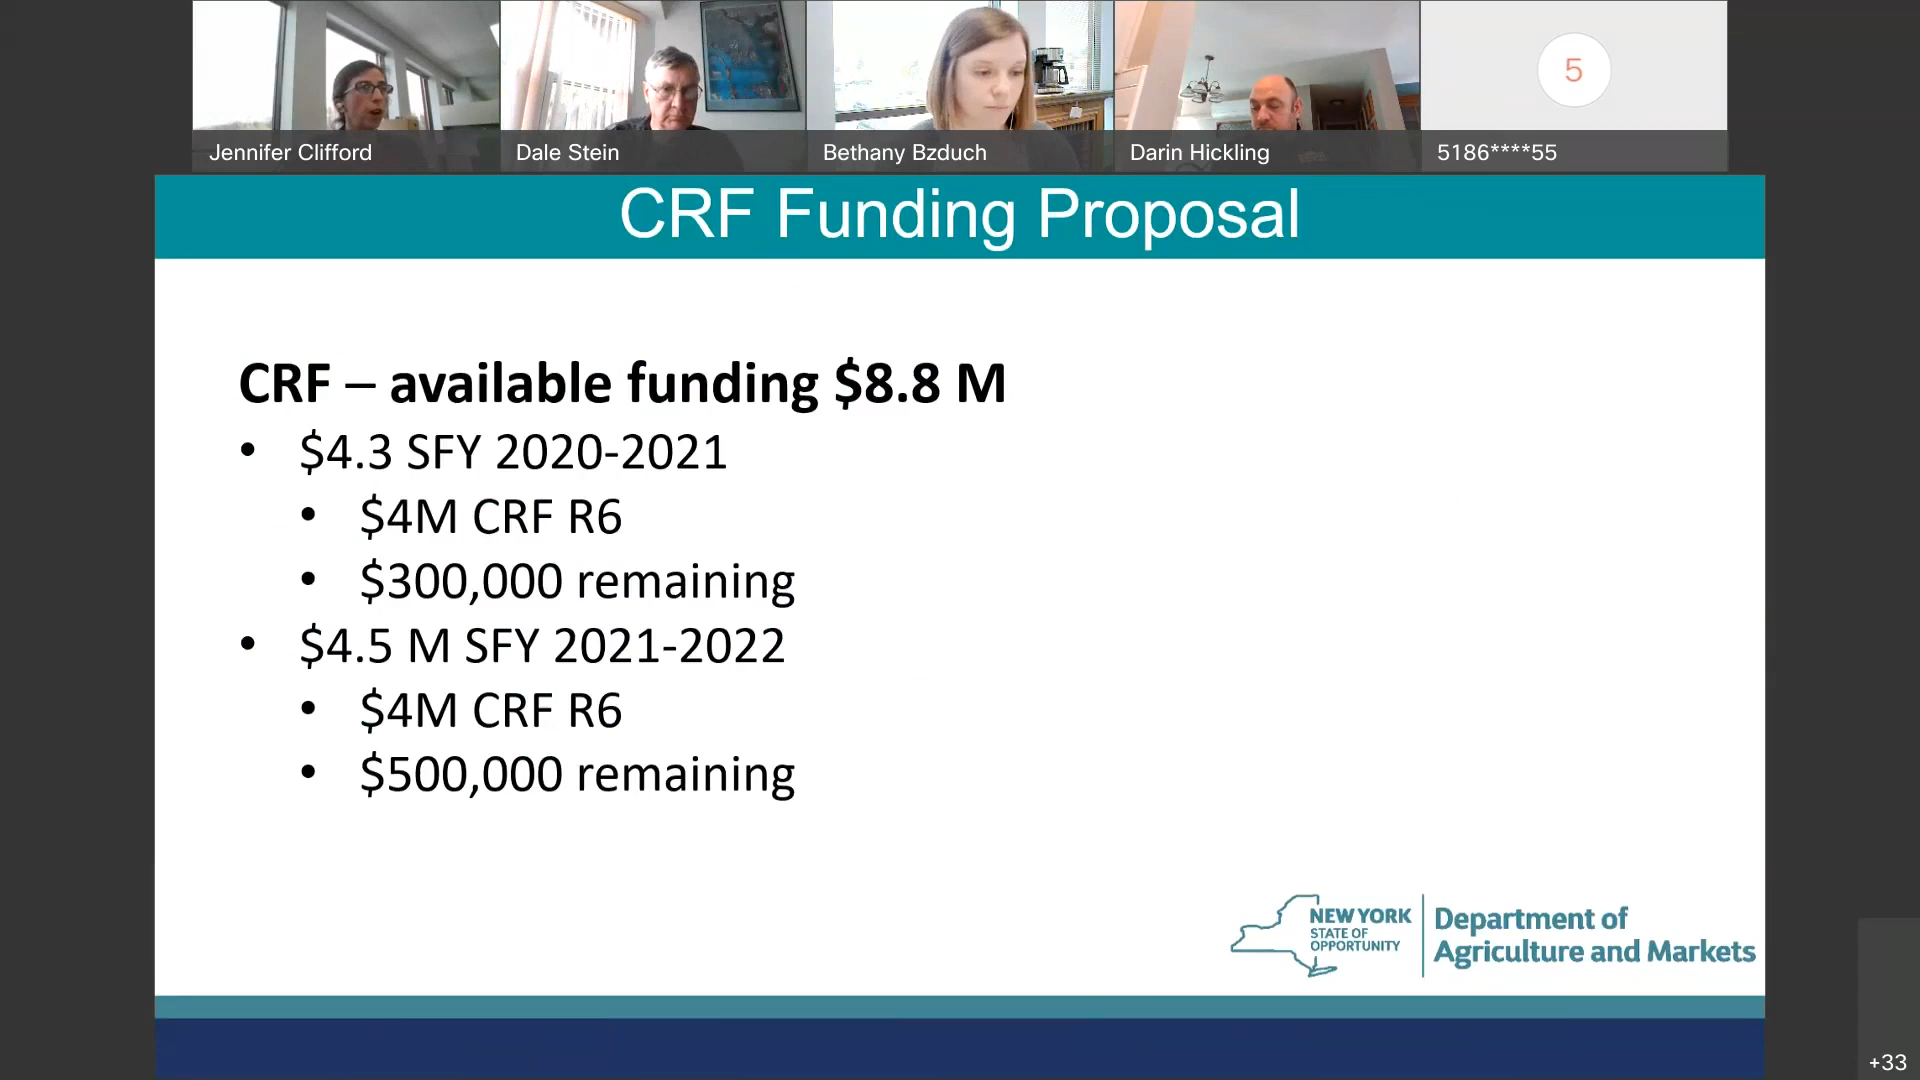 Jennifer Clifford
Dale Stein
Bethany Bzduch
Darin Hickling
5
5186****55
CRF Funding Proposal
CRF – available funding $8.8 M
• $4.3 SFY 2020-2021
• $4M CRF R6
• $300,000 remaining
• $4.5 M SFY 2021-2022
• $4M CRF R6
• $500,000 remaining
NEW YORK
STATE OF
OPPORTUNITY
Department of
Agriculture and Markets
+33